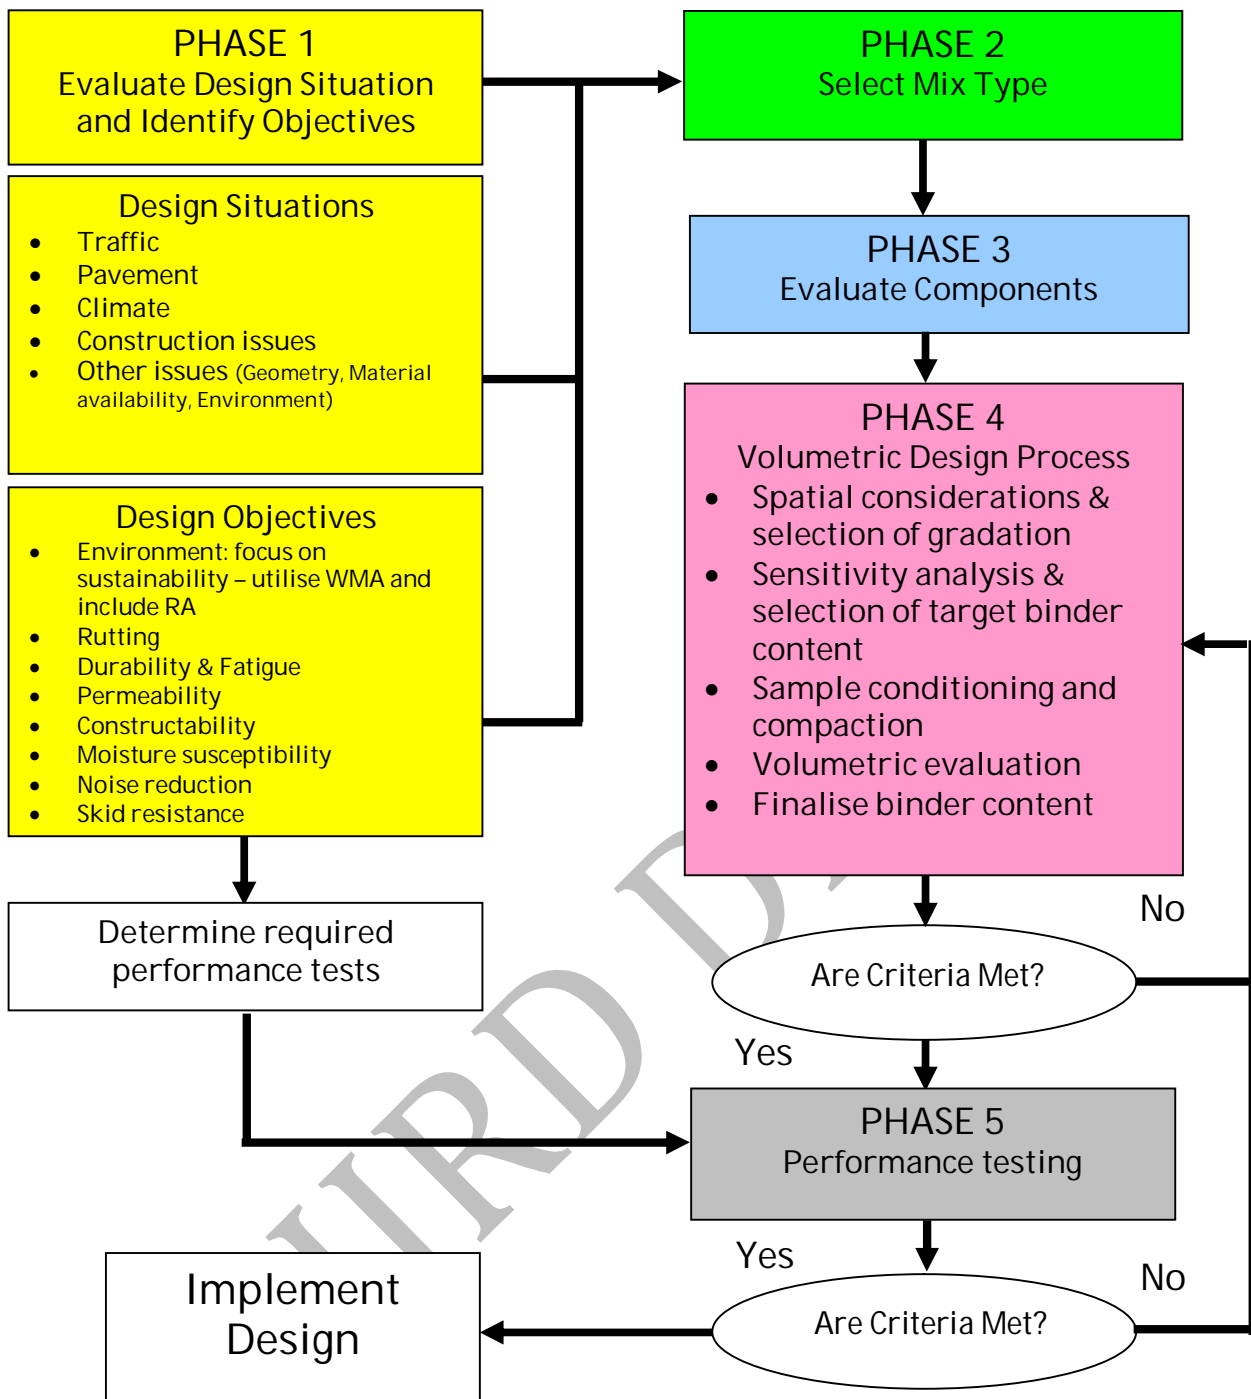 PHASE 1
Evaluate Design Situation
and Identify Objectives
Design Situations
• Traffic
• Pavement
• Climate
• Construction issues
• Other issues (Geometry, Material
availability, Environment)
Design Objectives
• Environment: focus on
sustainability – utilise WMA and
include RA
• Rutting
• Durability & Fatigue
• Permeability
• Constructability
• Moisture susceptibility
• Noise reduction
• Skid resistance
Determine required
performance tests
PHASE 2
Select Mix Type
PHASE 3
Evaluate Components
PHASE 4
Volumetric Design Process
• Spatial considerations &
selection of gradation
• Sensitivity analysis &
selection of target binder
content
• Sample conditioning and
compaction
• Volumetric evaluation
• Finalise binder content
No
Are Criteria Met?
Yes
PHASE 5
Performance testing
Yes
No
Are Criteria Met?
Implement
Design